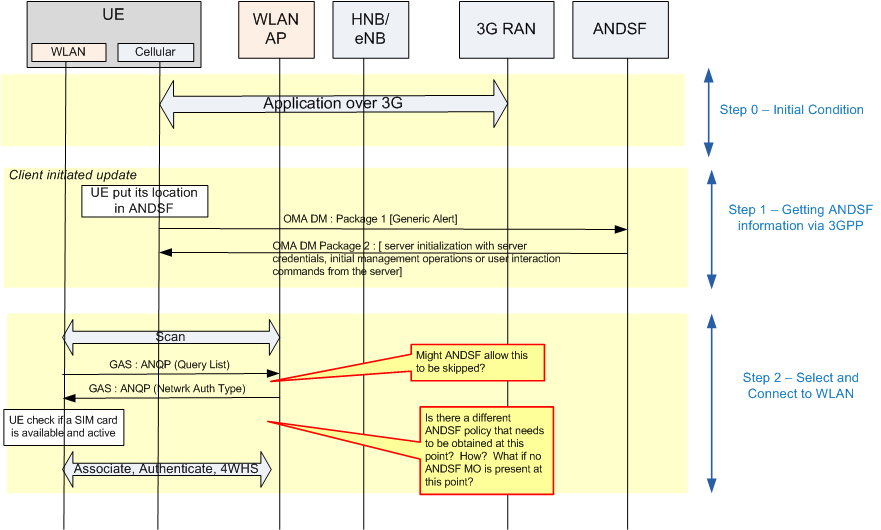 UE
WLAN
Cellular
WLAN
AP
HNB/
eNB
3G RAN
ANDSF
Application over 3G
Step 0 – Initial Condition
Client initiated update
UE put its location
in ANDSF
OMA DM : Package 1 [Generic Alert]
OMA DM Package 2 : [ server initialization with server
credentials, initial management operations or user interaction
commands from the server]
Step 1 – Getting ANDSF
information via 3GPP
Scan
GAS : ANQP (Query List)
Might ANDSF allow this
to be skipped?
GAS : ANQP (Netwrk Auth Type)
Step 2 – Select and
Connect to WLAN
UE check if a SIM card
is available and active
Is there a different
ANDSF policy that needs
to be obtained at this
point? How? What if no
ANDSF MO is present at
this point?
Associate, Authenticate, 4WHS